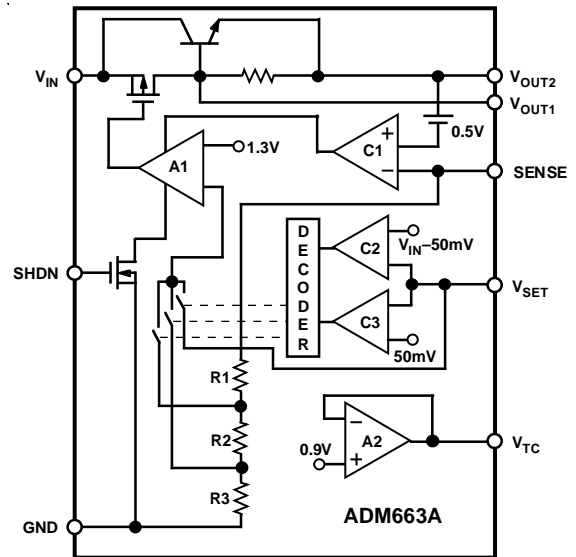 VIN
VOUT2
VOUT1
0.5V
+
C1
−
1.3V
A1
SENSE
DECODER
C2
VIN−50mV
SHDN
VSET
C3
50mV
R1
R2
−
A2
+
0.9V
VTC
R3
GND
ADM663A